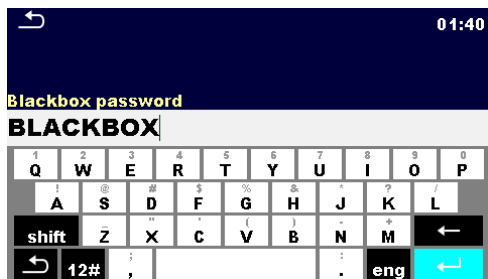 01:40
Blackbox password
BLACKBOX
1 2 3 4 5 6 7 8 9 0
Q W E R T Y U I O P
! @ # $ % & * ? /
A S D F G H J K L
_ " ' ( ) - +
shift Z X C V B N M
; :
12# , . eng